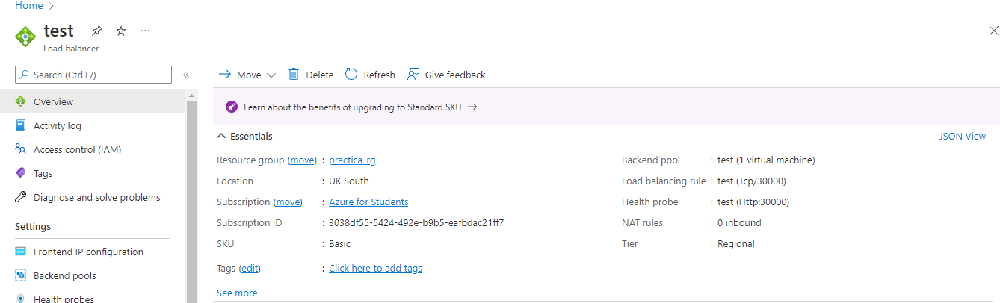 Home
test
Load balancer
Search (Ctrl+/)
Move
Delete
Refresh
Give feedback
Overview
Activity log
Access control (IAM)
Tags
Diagnose and solve problems
Settings
Frontend IP configuration
Backend pools
Health probes
Learn about the benefits of upgrading to Standard SKU
Essentials
JSON View
Resource group (move) : practica_rg
Location : UK South
Subscription (move) : Azure for Students
Subscription ID : 3038df55-5424-492e-b9b5-eafbdac21ff7
SKU : Basic
Tags (edit) : Click here to add tags
See more
Backend pool : test (1 virtual machine)
Load balancing rule : test (Tcp/30000)
Health probe : test (Http:30000)
NAT rules : 0 inbound
Tier : Regional